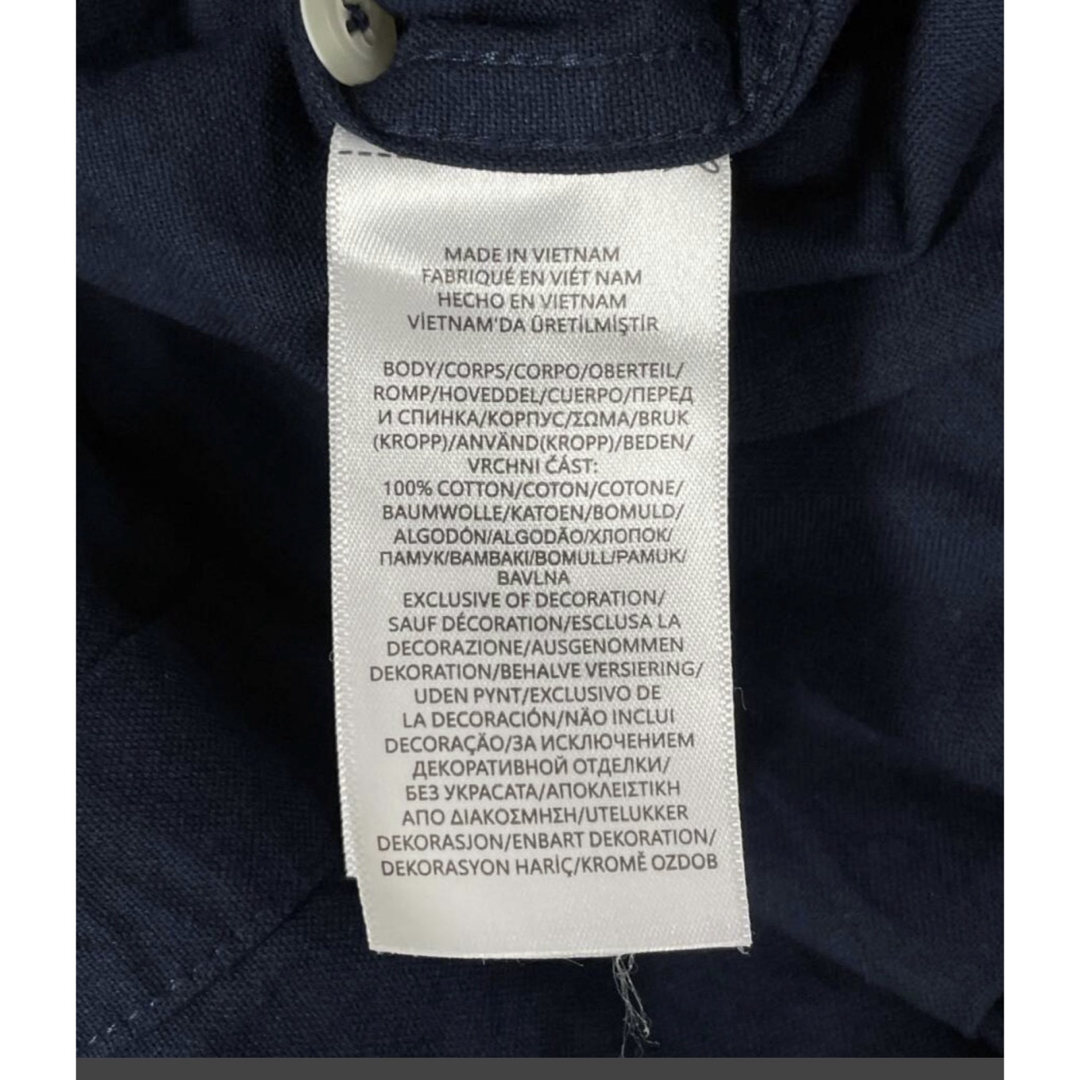 MADE IN VIETNAM
FABRIQUÉ EN VIÉT NAM
HECHO EN VIETNAM
VİETNAM'DA ÜRETİLMİŞTİR
BODY/CORPS/CORPO/OBERTEIL/
ROMP/HOVEDDEL/CUERPO/ПЕРЕД
И СПИНКА/КОРПУС/ΣΩΜΑ/BRUK
(KROPP)/ANVÄND(KROPP)/BEDEN/
VRCHNI ČÁST:
100% COTTON/COTON/COTONE/
BAUMWOLLE/KATOEN/BOMULD/
ALGODÓN/ALGODÃO/ХЛОПОК/
ПАМУК/ΒΑΜΒΑΚΙ/BOMULL/PAMUK/
BAVLNA
EXCLUSIVE OF DECORATION/
SAUF DÉCORATION/ESCLUSA LA
DECORAZIONE/AUSGENOMMEN
DEKORATION/BEHALVE VERSIERING/
UDEN PYNT/EXCLUSIVO DE
LA DECORACIÓN/NÃO INCLUI
DECORAÇÃO/ЗА ИСКЛЮЧЕНИЕМ
ДЕКОРАТИВНОЙ ОТДЕЛКИ/
БЕЗ УКРАСАТА/ΑΠΟΚΛΕΙΣΤΙΚΗ
ΑΠΟ ΔΙΑΚΟΣΜΗΣΗ/UTELUKKER
DEKORASJON/ENBART DEKORATION/
DEKORASYON HARİÇ/KROMĚ OZDOB